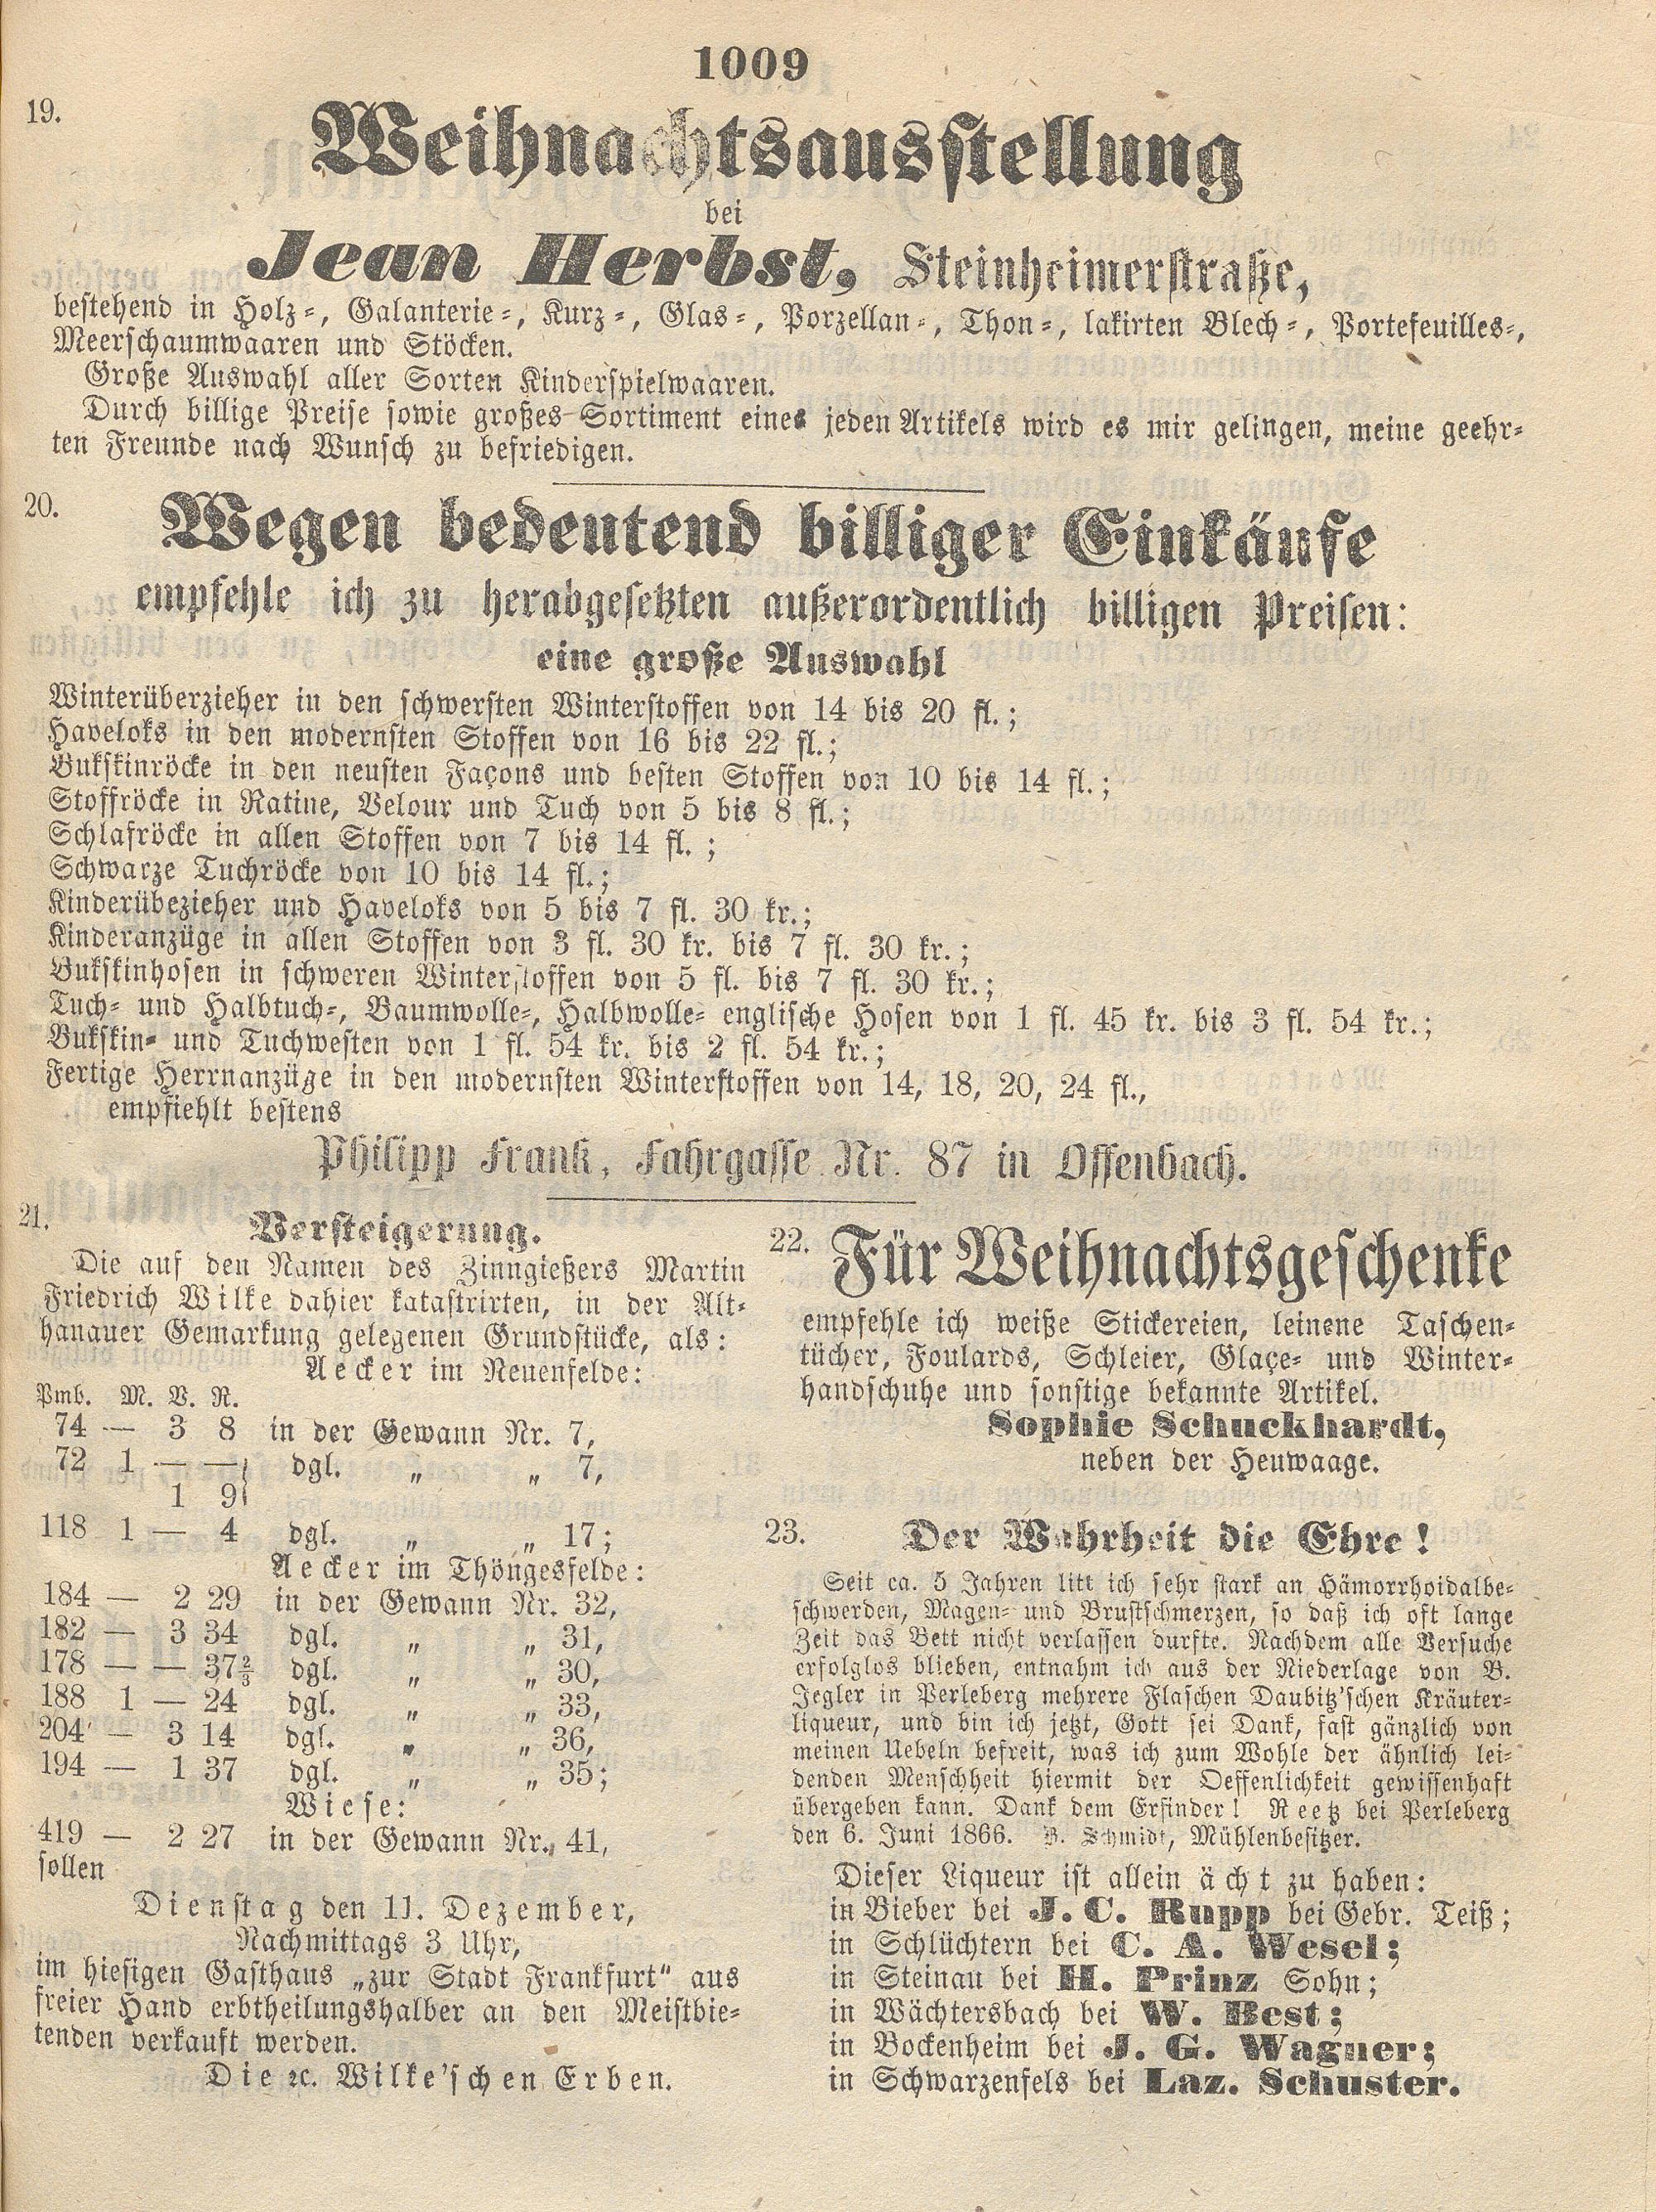 1009
19.
Weihnachtsausstellung
bei
Jean Herbst, Steinheimerstraße,
bestehend in Holz-, Galanterie-, Kurz-, Glas-, Porzellan-, Thon-, lakirten Blech-, Portefeuilles-,
Meerschaumwaaren und Stöcken.
Große Auswahl aller Sorten Kinderspielwaaren.
Durch billige Preise sowie großes Sortiment eines jeden Artikels wird es mir gelingen, meine geehr-
ten Freunde nach Wunsch zu befriedigen.
20.
Wegen bedeutend billiger Einkäufe
empfehle ich zu herabgesetzten außerordentlich billigen Preisen:
eine große Auswahl
Winterüberzieher in den schwersten Winterstoffen von 14 bis 20 fl.;
Haveloks in den modernsten Stoffen von 16 bis 22 fl.;
Bukskinröcke in den neusten Façons und besten Stoffen von 10 bis 14 fl.;
Stoffröcke in Ratine, Velour und Tuch von 5 bis 8 fl.;
Schlafröcke in allen Stoffen von 7 bis 14 fl.;
Schwarze Tuchröcke von 10 bis 14 fl.;
Kinderübezieher und Haveloks von 5 bis 7 fl. 30 kr.;
Kinderanzüge in allen Stoffen von 3 fl. 30 kr. bis 7 fl. 30 kr.;
Bukskinhosen in schweren Winterstoffen von 5 fl. bis 7 fl. 30 kr.;
Tuch- und Halbtuch-, Baumwolle-, Halbwolle- englische Hosen von 1 fl. 45 kr. bis 3 fl. 54 kr.;
Bukskin- und Tuchwesten von 1 fl. 54 kr. bis 2 fl. 54 kr.;
Fertige Herrnanzüge in den modernsten Winterstoffen von 14, 18, 20, 24 fl.,
empfiehlt bestens
Philipp Frank, Fahrgasse Nr. 87 in Offenbach.
21.
Versteigerung.
Die auf den Namen des Zinngießers Martin
Friedrich Wilke dahier katastrirten, in der Alt-
hanauer Gemarkung gelegenen Grundstücke, als:
Aecker im Neuenfelde:
Pmb. M. V. R.
74 — 3 8 in der Gewann Nr. 7,
72 1 — — } dgl. „ „ 7,
1 9 }
118 1 — 4 dgl. „ „ 17;
Aecker im Thöngesfelde:
184 — 2 29 in der Gewann Nr. 32,
182 — 3 34 dgl. „ „ 31,
178 — — 37⅔ dgl. „ „ 30,
188 1 — 24 dgl. „ „ 33,
204 — 3 14 dgl. „ „ 36,
194 — 1 37 dgl. „ „ 35;
Wiese:
419 — 2 27 in der Gewann Nr. 41,
sollen
Dienstag den 11. Dezember,
Nachmittags 3 Uhr,
im hiesigen Gasthaus „zur Stadt Frankfurt“ aus
freier Hand erbtheilungshalber an den Meistbie-
tenden verkauft werden.
Die ꝛc. Wilke'schen Erben.
22.
Für Weihnachtsgeschenke
empfehle ich weiße Stickereien, leinene Taschen-
tücher, Foulards, Schleier, Glaçe- und Winter-
handschuhe und sonstige bekannte Artikel.
Sophie Schuckhardt,
neben der Heuwaage.
23.
Der Wahrheit die Ehre!
Seit ca. 5 Jahren litt ich sehr stark an Hämorrhoidalbe-
schwerden, Magen- und Brustschmerzen, so daß ich oft lange
Zeit das Bett nicht verlassen durfte. Nachdem alle Versuche
erfolglos blieben, entnahm ich aus der Niederlage von B.
Jegler in Perleberg mehrere Flaschen Daubitz'schen Kräuter-
liqueur, und bin ich jetzt, Gott sei Dank, fast gänzlich von
meinen Uebeln befreit, was ich zum Wohle der ähnlich lei-
denden Menschheit hiermit der Oeffenlichkeit gewissenhaft
übergeben kann. Dank dem Erfinder! Reetz bei Perleberg
den 6. Juni 1866. Schmidt, Mühlenbesitzer.
Dieser Liqueur ist allein ächt zu haben:
in Bieber bei J. C. Rupp bei Gebr. Teiß;
in Schlüchtern bei C. A. Wesel;
in Steinau bei H. Prinz Sohn;
in Wächtersbach bei W. Best;
in Bockenheim bei J. G. Wagner;
in Schwarzenfels bei Laz. Schuster.